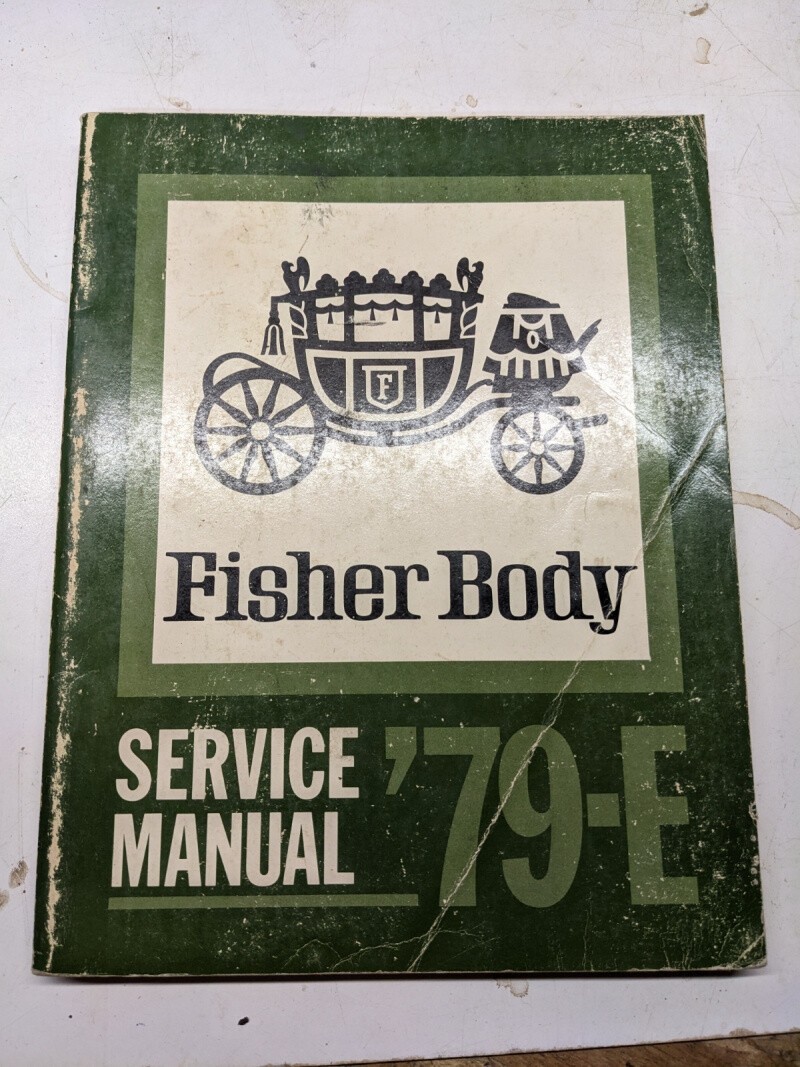 F
Fisher Body
SERVICE
MANUAL
'79-E